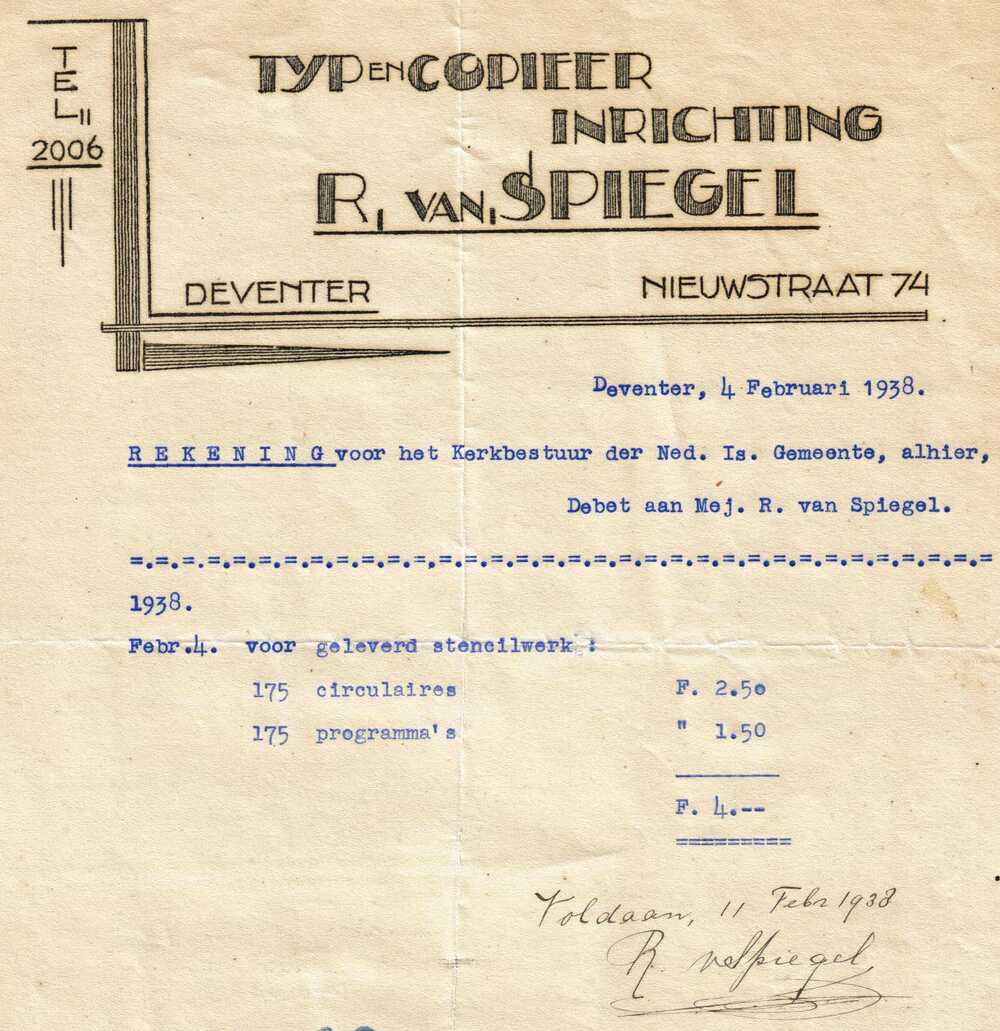 TEL.
2006
TYP EN COPIEER
INRICHTING
R. VAN SPIEGEL
DEVENTER NIEUWSTRAAT 74
Deventer, 4 Februari 1938.
R E K E N I N G voor het Kerkbestuur der Ned. Is. Gemeente, alhier,
Debet aan Mej. R. van Spiegel.
=.=.=.=.=.=.=.=.=.=.=.=.=.=.=.=.=.=.=.=.=.=.=.=.=.=.=.=.=.=.=.=.=.=
1938.
Febr.4. voor geleverd stencilwerk :
175 circulaires F. 2.50
175 programma's " 1.50
F. 4.--
=========
Voldaan, 11 Febr 1938
R. v Spiegel